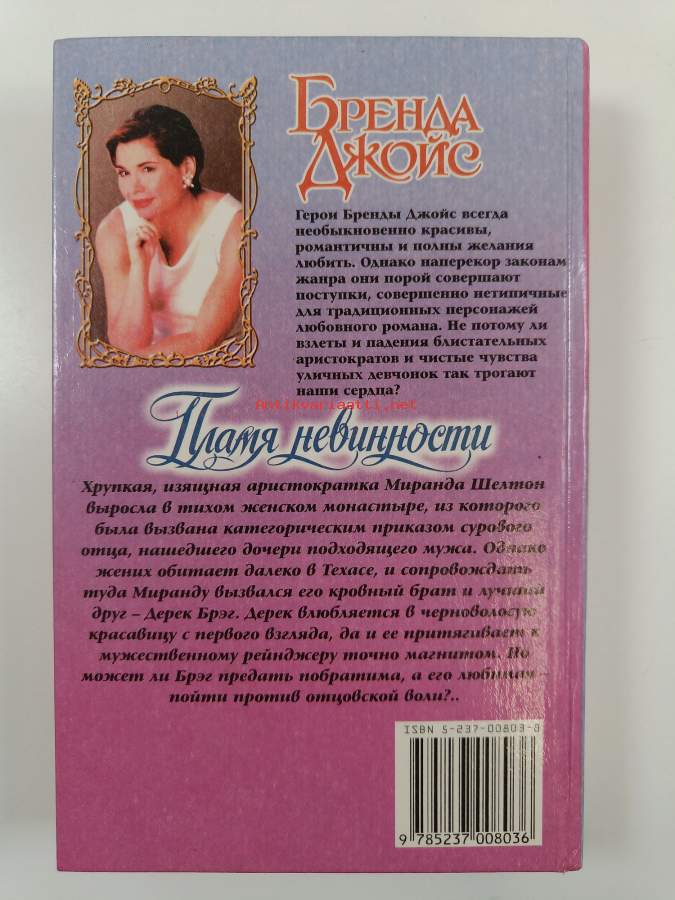 БРЕНДА
ДЖОЙС
Герои Бренды Джойс всегда
необыкновенно красивы,
романтичны и полны желания
любить. Однако наперекор законам
жанра они порой совершают
поступки, совершенно нетипичные
для традиционных персонажей
любовного романа. Не потому ли
взлеты и падения блистательных
аристократов и чистые чувства
уличных девчонок так трогают
наши сердца?
Antikvariaatti.net
Пламя невинности
Хрупкая, изящная аристократка Миранда Шелтон
выросла в тихом женском монастыре, из которого
была вызвана категорическим приказом сурового
отца, нашедшего дочери подходящего мужа. Однако
жених обитает далеко в Техасе, и сопровождать
туда Миранду вызвался его кровный брат и лучший
друг – Дерек Брэг. Дерек влюбляется в черноволосую
красавицу с первого взгляда, да и ее притягивает к
мужественному рейнджеру точно магнитом. Но
может ли Брэг предать побратима, а его любимая –
пойти против отцовской воли?..
ISBN 5-237-00803-8
9 785237 008036